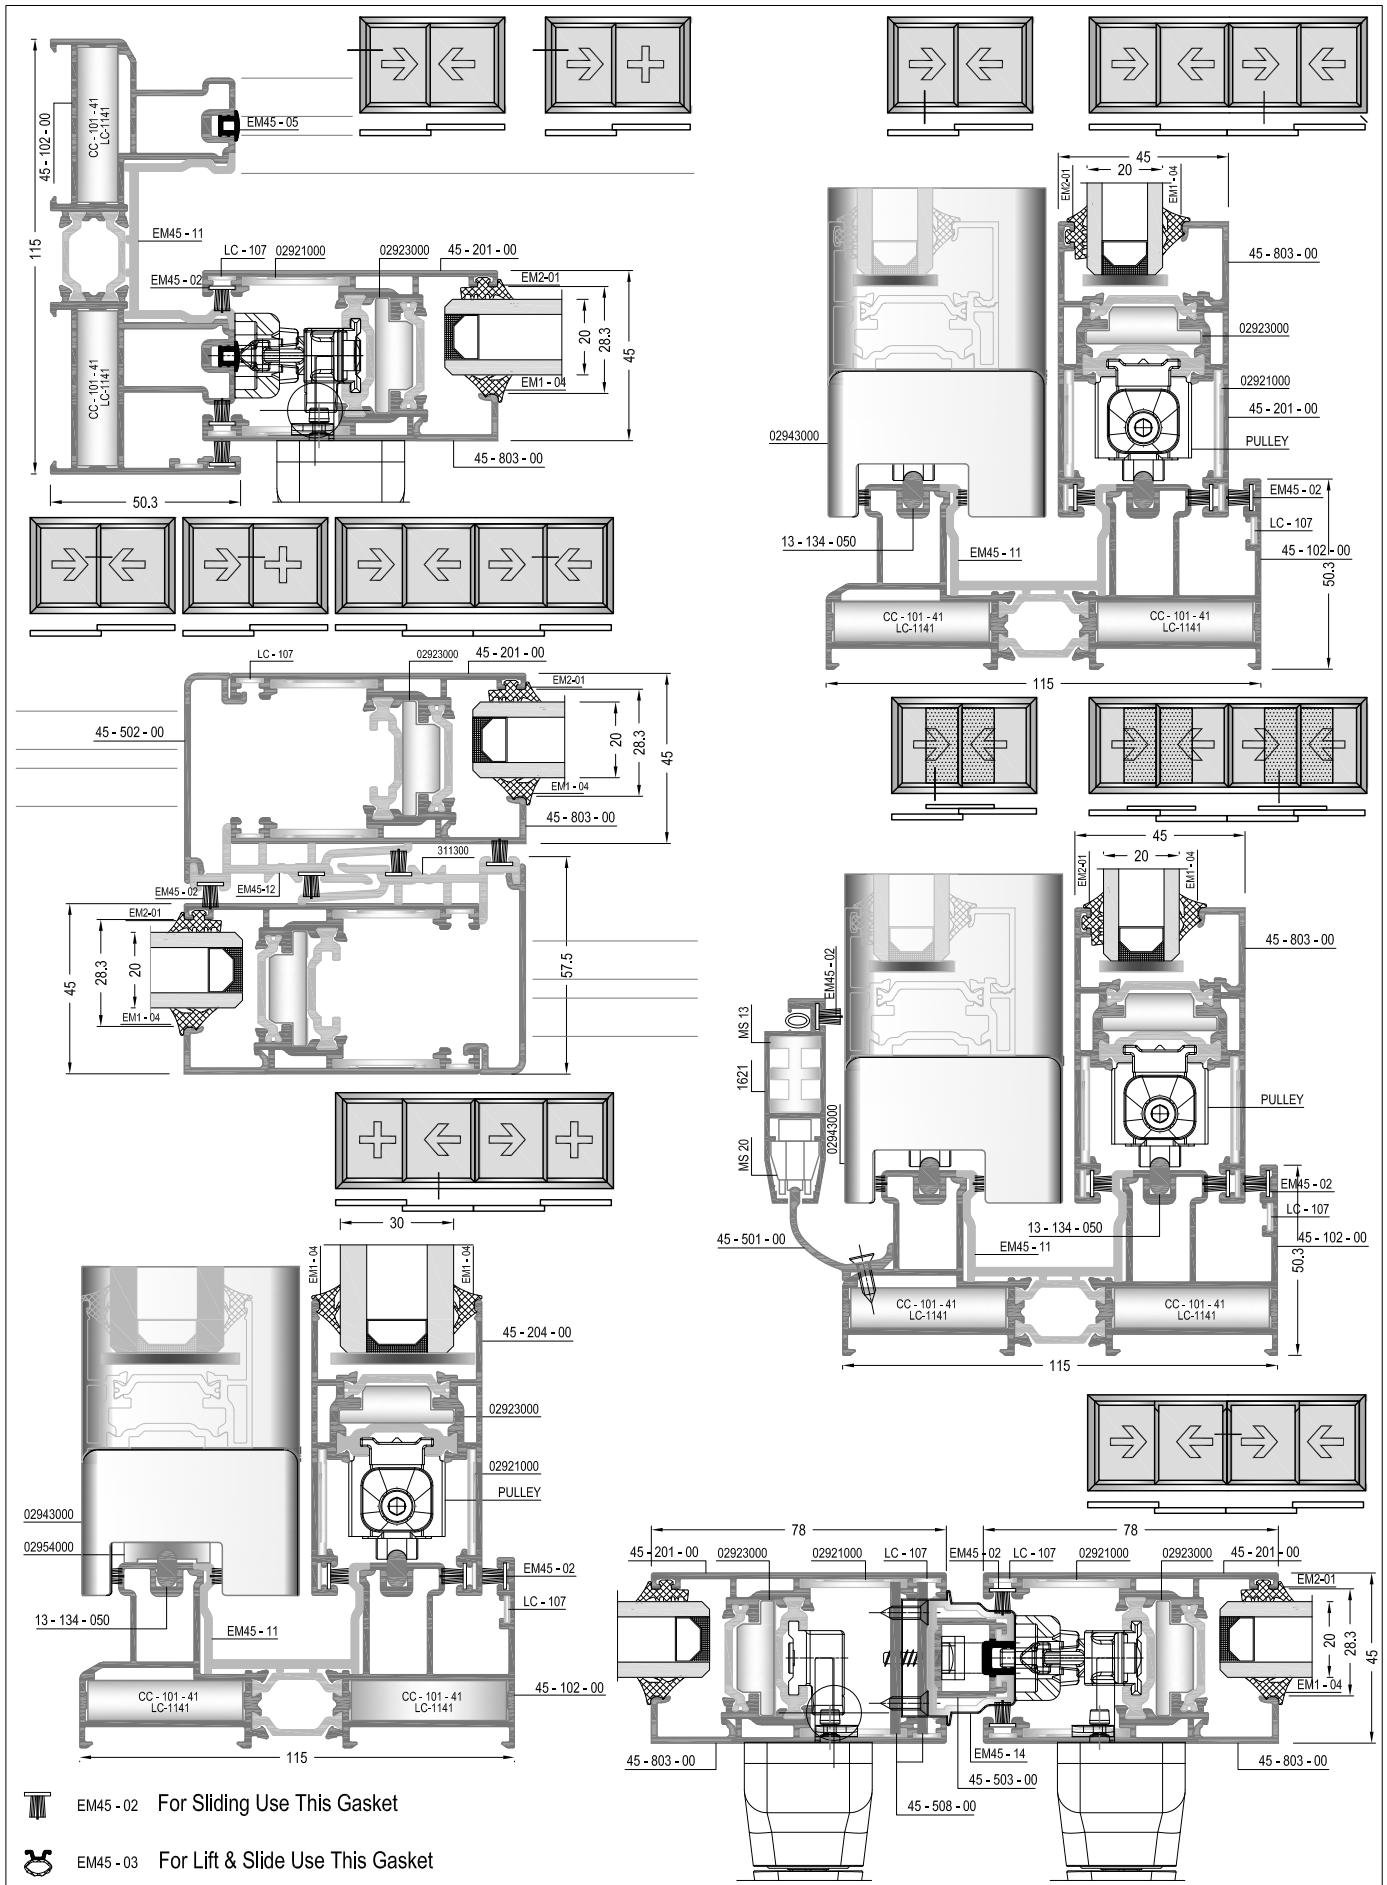 45 - 102 - 00
CC - 101 - 41
LC-1141
115
EM45 - 05
EM45 - 11
LC - 107
02921000
02923000
45 - 201 - 00
EM45 - 02
EM2-01
20
28.3
45
EM1 - 04
CC - 101 - 41
LC-1141
45 - 803 - 00
50.3
45
20
EM2-01
EM1 - 04
45 - 803 - 00
02923000
02921000
45 - 201 - 00
02943000
PULLEY
EM45 - 02
LC - 107
13 - 134 - 050
EM45 - 11
45 - 102 - 00
50.3
CC - 101 - 41
LC-1141
CC - 101 - 41
LC-1141
115
LC - 107
02923000
45 - 201 - 00
EM2-01
45 - 502 - 00
20
28.3
45
EM1 - 04
45 - 803 - 00
311300
EM45 - 02
EM45-12
EM2-01
45
28.3
20
EM1 - 04
57.5
45
20
EM2-01
EM1 - 04
45 - 803 - 00
EM45 - 02
MS 13
1621
02943000
MS 20
PULLEY
EM45 - 02
LC - 107
13 - 134 - 050
45 - 501 - 00
EM45 - 11
45 - 102 - 00
50.3
CC - 101 - 41
LC-1141
CC - 101 - 41
LC-1141
115
30
EM1 - 04
EM1 - 04
45 - 204 - 00
02923000
02921000
PULLEY
02943000
02954000
EM45 - 02
LC - 107
13 - 134 - 050
EM45 - 11
45 - 102 - 00
CC - 101 - 41
LC-1141
CC - 101 - 41
LC-1141
115
78
78
45 - 201 - 00
02923000
02921000
LC - 107
EM45 - 02
LC - 107
02921000
02923000
45 - 201 - 00
EM2-01
20
28.3
45
EM1 - 04
45 - 803 - 00
EM45 - 14
45 - 503 - 00
45 - 508 - 00
45 - 803 - 00
EM45 - 02 For Sliding Use This Gasket
EM45 - 03 For Lift & Slide Use This Gasket